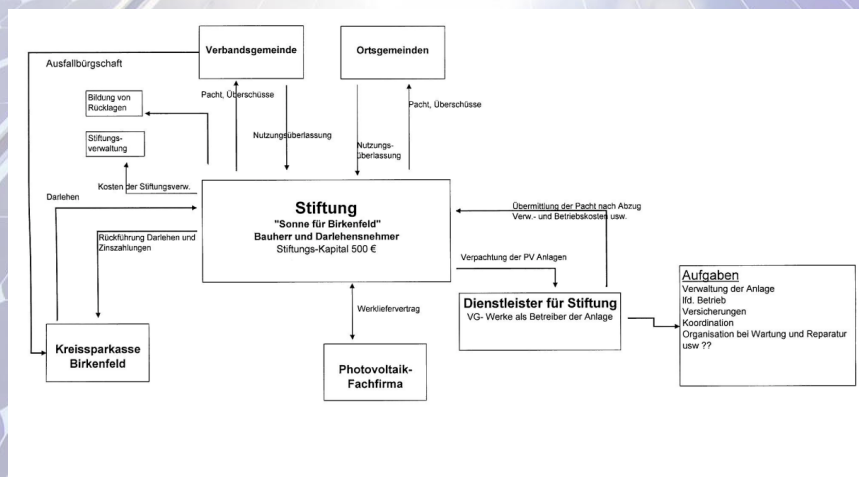 Verbandsgemeinde
Ortsgemeinden
Ausfallbürgschaft
Bildung von
Rücklagen
Pacht, Überschüsse
Pacht, Überschüsse
Stiftungs-
verwaltung
Nutzungsüberlassung
Nutzungs-
überlassung
Kosten der Stiftungsverw.
Darlehen
Stiftung
"Sonne für Birkenfeld"
Bauherr und Darlehensnehmer
Stiftungs-Kapital 500 €
Übermittlung der Pacht nach Abzug
Verw.- und Betriebskosten usw.
Rückführung Darlehen und
Zinszahlungen
Verpachtung der PV Anlagen
Aufgaben
Verwaltung der Anlage
lfd. Betrieb
Versicherungen
Koordination
Organisation bei Wartung und Reparatur
usw ??
Dienstleister für Stiftung
VG- Werke als Betreiber der Anlage
Werkliefervertrag
Kreissparkasse
Birkenfeld
Photovoltaik-
Fachfirma